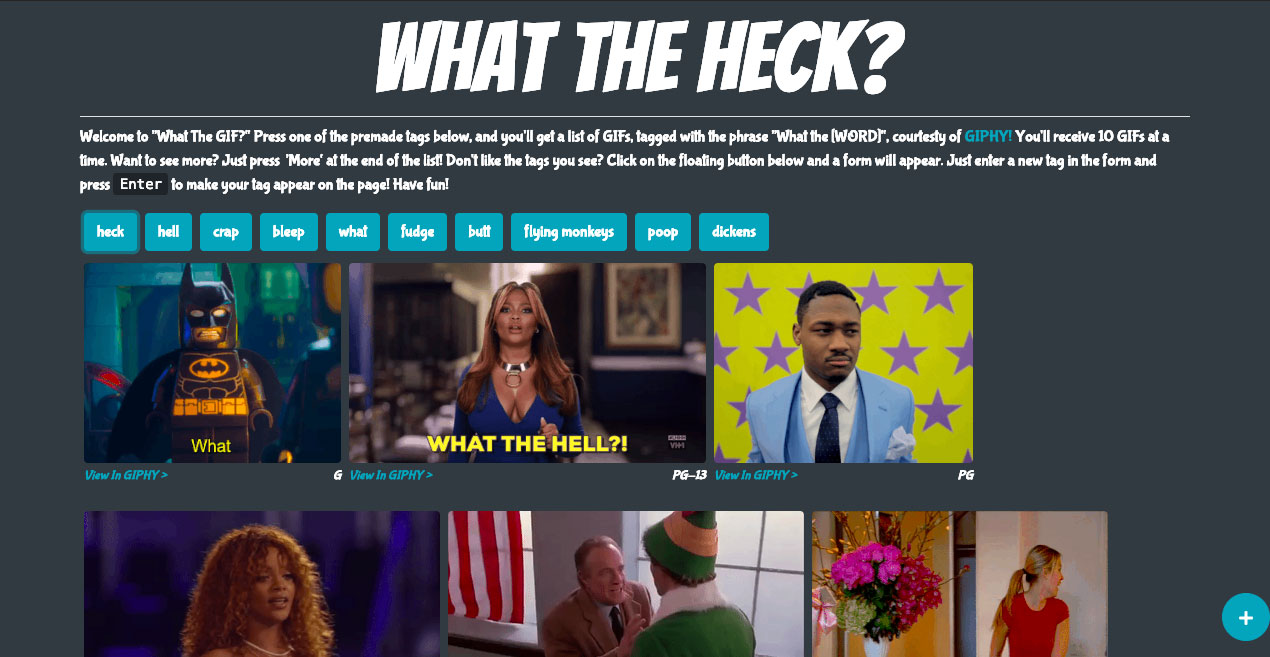 WHAT THE HECK?
Welcome to "What The GIF?" Press one of the premade tags below, and you'll get a list of GIFs, tagged with the phrase "What the [WORD]", courtesty of GIPHY! You'll receive 10 GIFs at a
time. Want to see more? Just press 'More' at the end of the list! Don't like the tags you see? Click on the floating button below and a form will appear. Just enter a new tag in the form and
press Enter to make your tag appear on the page! Have fun!
heck hell crap bleep what fudge butt flying monkeys poop dickens
What
WHAT THE HELL?!
VH1
View In GIPHY > G View In GIPHY > PG-13 View In GIPHY > PG
+